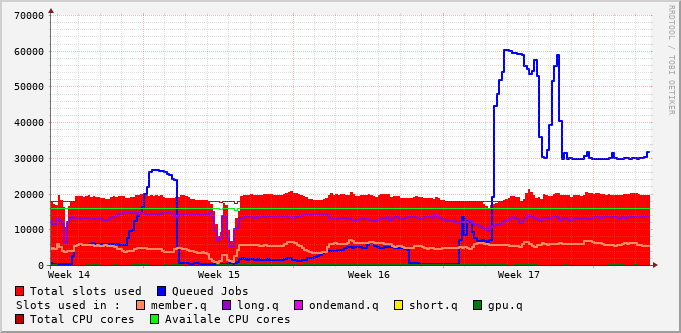 70000
60000
50000
40000
30000
20000
10000
0
Week 14 Week 15 Week 16 Week 17
RRDTOOL / TOBI OETIKER
Total slots used Queued Jobs
Slots used in : member.q long.q ondemand.q short.q gpu.q
Total CPU cores Availale CPU cores